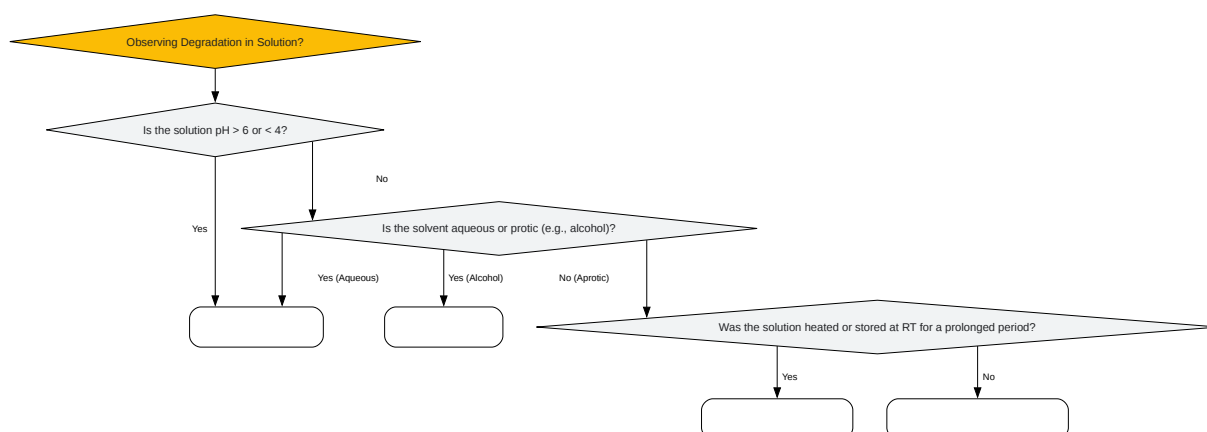 Observing Degradation in Solution?
Is the solution pH > 6 or < 4?
No
Yes
Is the solvent aqueous or protic (e.g., alcohol)?
Yes (Aqueous)
Yes (Alcohol)
No (Aprotic)
Was the solution heated or stored at RT for a prolonged period?
Yes
No